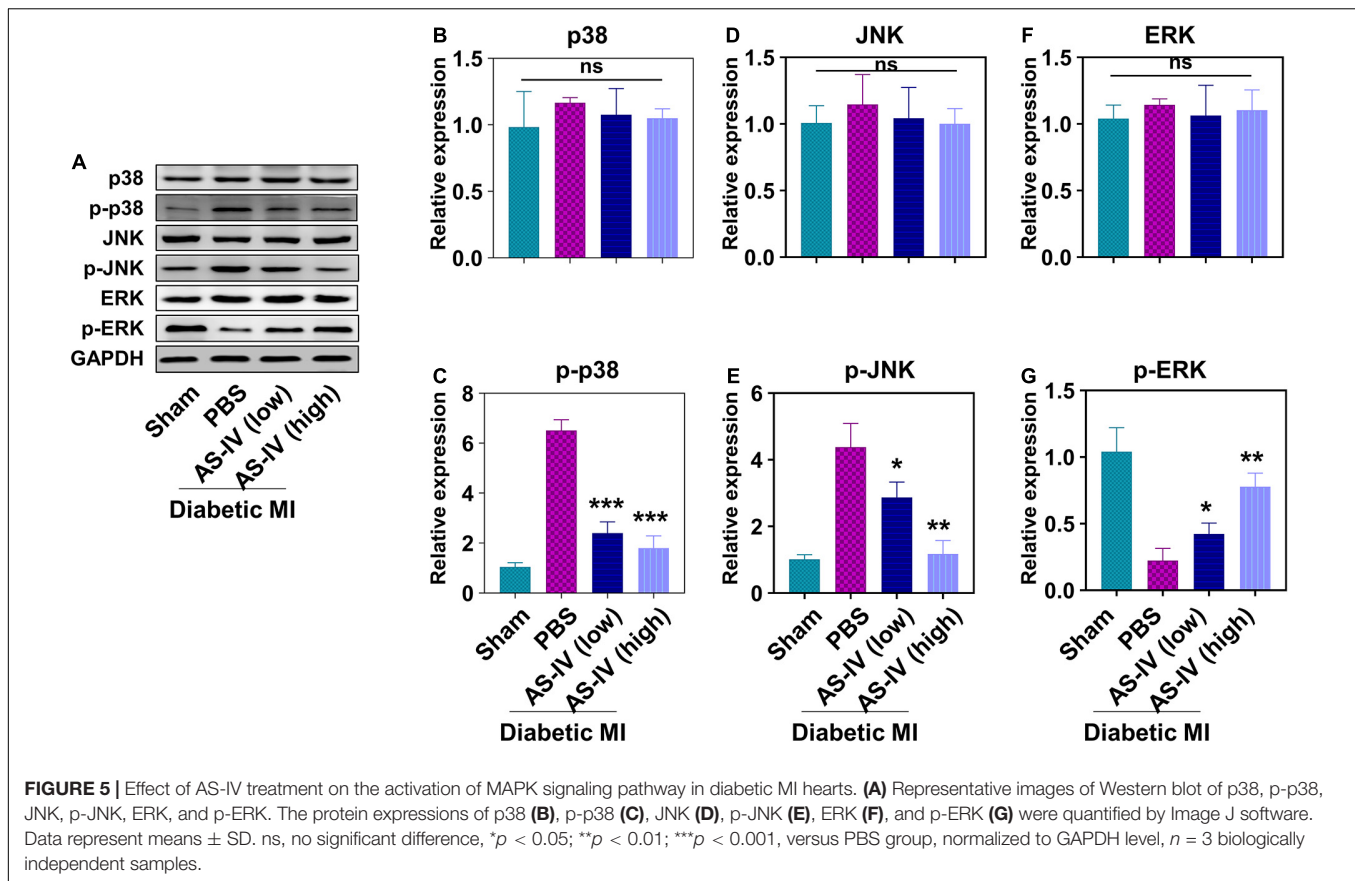 A
p38
p-p38
JNK
p-JNK
ERK
p-ERK
GAPDH
Sham
PBS
AS-IV (low)
AS-IV (high)
Diabetic MI
B
p38
Relative expression
1.5
1.0
0.5
0.0
ns
D
JNK
Relative expression
1.5
1.0
0.5
0.0
ns
F
ERK
Relative expression
1.5
1.0
0.5
0.0
ns
C
p-p38
Relative expression
8
6
4
2
0
***
***
Sham
PBS
AS-IV (low)
AS-IV (high)
Diabetic MI
E
p-JNK
Relative expression
6
4
2
0
*
**
Sham
PBS
AS-IV (low)
AS-IV (high)
Diabetic MI
G
p-ERK
Relative expression
1.5
1.0
0.5
0.0
*
**
Sham
PBS
AS-IV (low)
AS-IV (high)
Diabetic MI
FIGURE 5 | Effect of AS-IV treatment on the activation of MAPK signaling pathway in diabetic MI hearts. (A) Representative images of Western blot of p38, p-p38,
JNK, p-JNK, ERK, and p-ERK. The protein expressions of p38 (B), p-p38 (C), JNK (D), p-JNK (E), ERK (F), and p-ERK (G) were quantified by Image J software.
Data represent means ± SD. ns, no significant difference, *p < 0.05; **p < 0.01; ***p < 0.001, versus PBS group, normalized to GAPDH level, n = 3 biologically
independent samples.